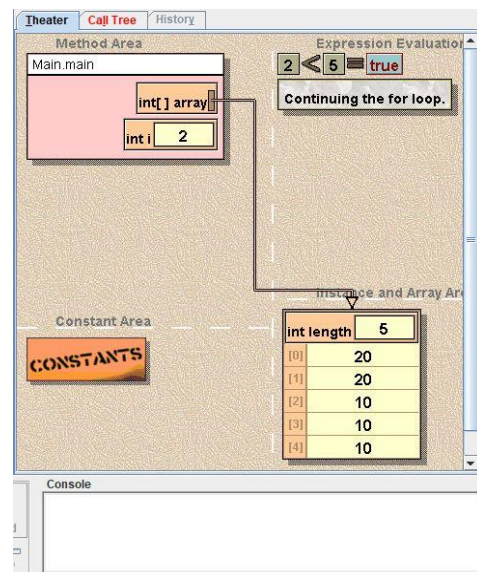 Theater
Call Tree
History
Method Area
Expression Evaluation
Main.main
2 < 5 = true
int[ ] array
Continuing the for loop.
int i 2
Instance and Array Are
Constant Area
CONSTANTS
int length 5
[0] 20
[1] 20
[2] 10
[3] 10
[4] 10
Console